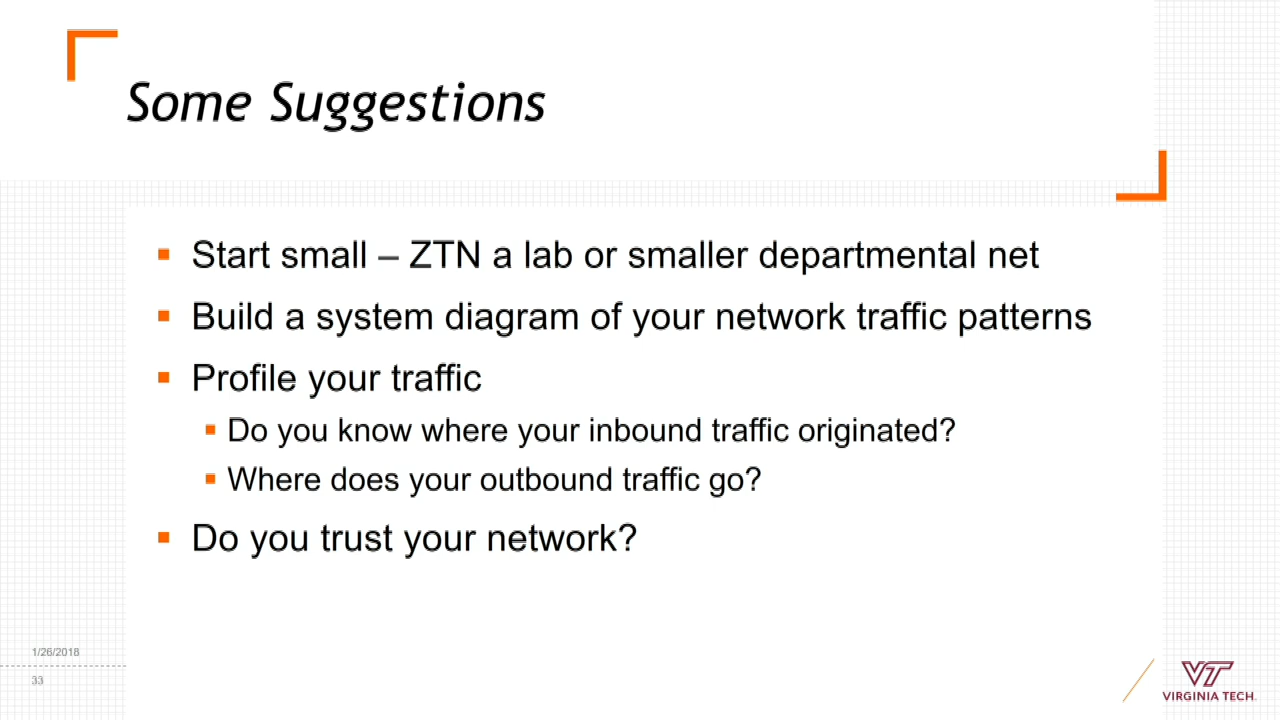 Some Suggestions
Start small – ZTN a lab or smaller departmental net
Build a system diagram of your network traffic patterns
Profile your traffic
Do you know where your inbound traffic originated?
Where does your outbound traffic go?
Do you trust your network?
1/26/2018
33
VT
VIRGINIA TECH